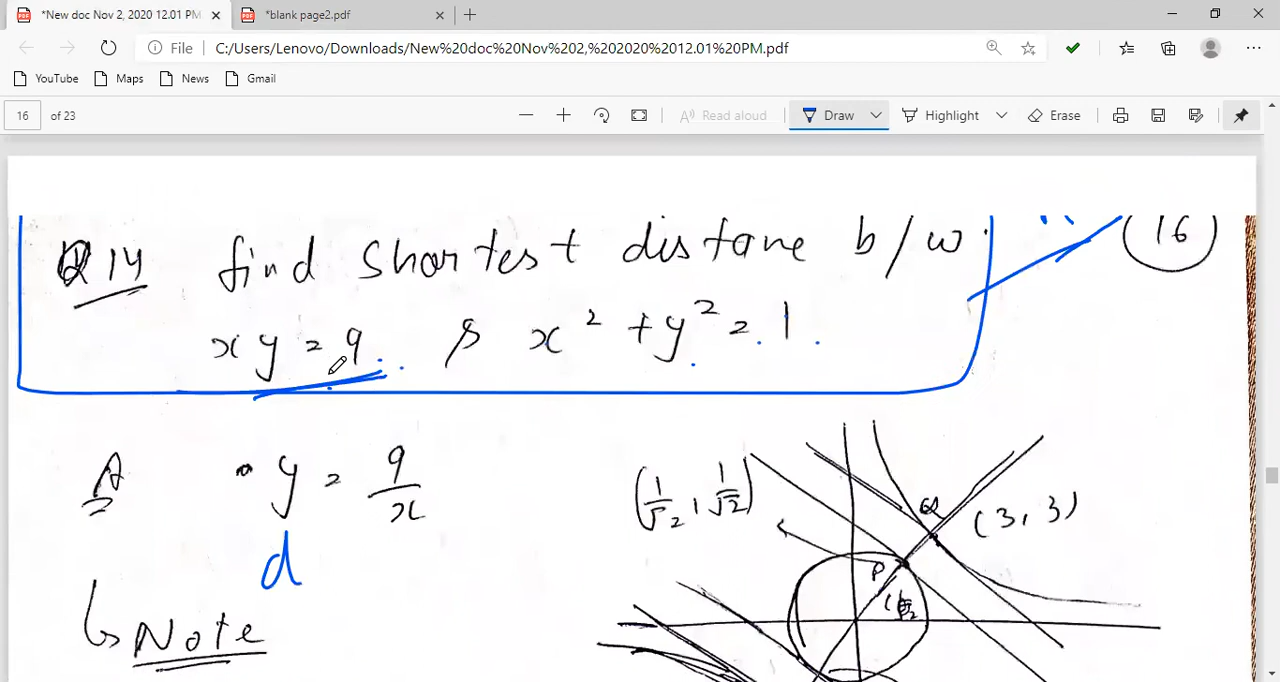 *New doc Nov 2, 2020 12.01 PM
*blank page2.pdf
File C:/Users/Lenovo/Downloads/New%20doc%20Nov%202,%202020%2012.01%20PM.pdf
YouTube Maps News Gmail
16 of 23 Read aloud Draw Highlight Erase
Q14 find shortest distane b/w.
16
xy = 9 & x² + y² = 1
A y = 9/x
(1/√2, 1/√2)
Q (3, 3)
P
d
↳ Note